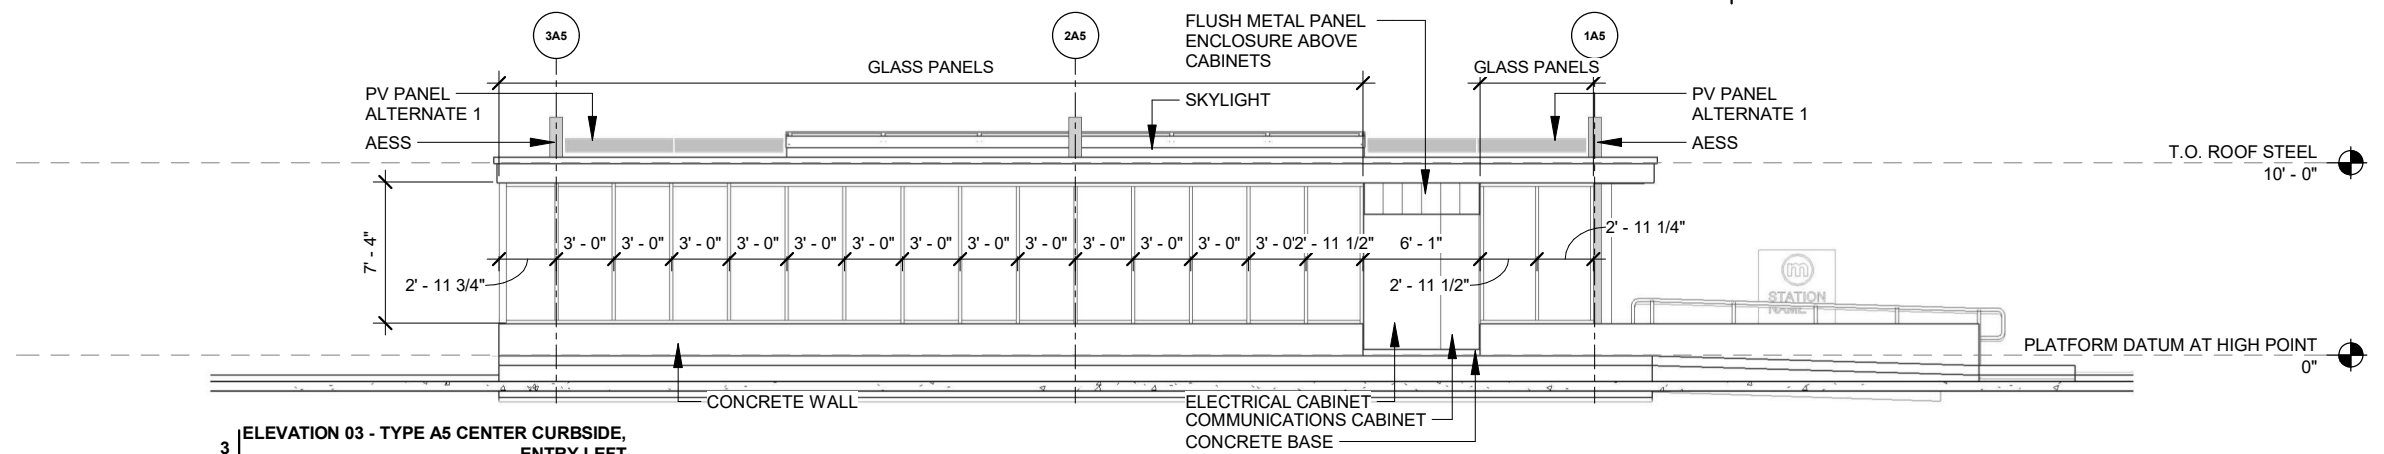 3A5
2A5
1A5
FLUSH METAL PANEL
ENCLOSURE ABOVE
CABINETS
GLASS PANELS
GLASS PANELS
PV PANEL
ALTERNATE 1
SKYLIGHT
PV PANEL
ALTERNATE 1
AESS
AESS
T.O. ROOF STEEL
10' - 0"
7' - 4"
2' - 11 3/4"
3' - 0"
3' - 0"
3' - 0"
3' - 0"
3' - 0"
3' - 0"
3' - 0"
3' - 0"
3' - 0"
3' - 0"
3' - 0"
3' - 0"
3' - 0"
2' - 11 1/2"
6' - 1"
2' - 11 1/2"
2' - 11 1/4"
m
STATION
NAME
PLATFORM DATUM AT HIGH POINT
0"
CONCRETE WALL
ELECTRICAL CABINET
COMMUNICATIONS CABINET
CONCRETE BASE
3
ELEVATION 03 - TYPE A5 CENTER CURBSIDE,
ENTRY LEFT